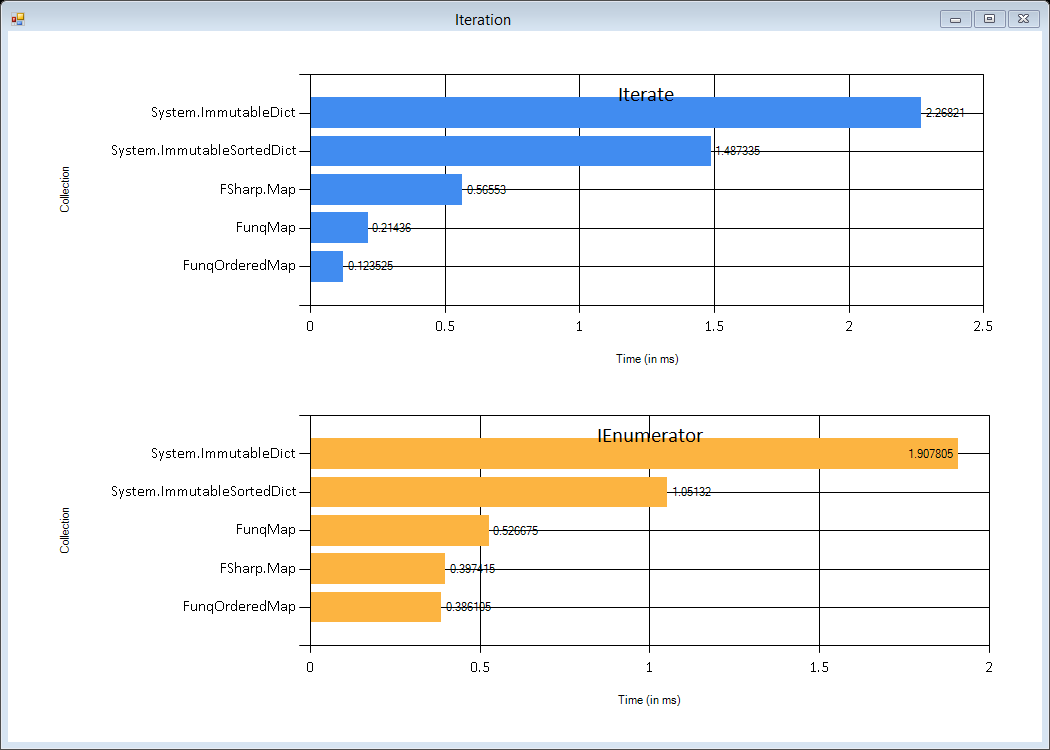 Iteration
Iterate
System.ImmutableDict
2.26821
System.ImmutableSortedDict
1.487335
FSharp.Map
0.56553
FunqMap
0.21436
FunqOrderedMap
0.123525
Collection
0 0.5 1 1.5 2 2.5
Time (in ms)
IEnumerator
System.ImmutableDict
1.907805
System.ImmutableSortedDict
1.05132
FunqMap
0.526675
FSharp.Map
0.397415
FunqOrderedMap
0.386105
Collection
0 0.5 1 1.5 2
Time (in ms)